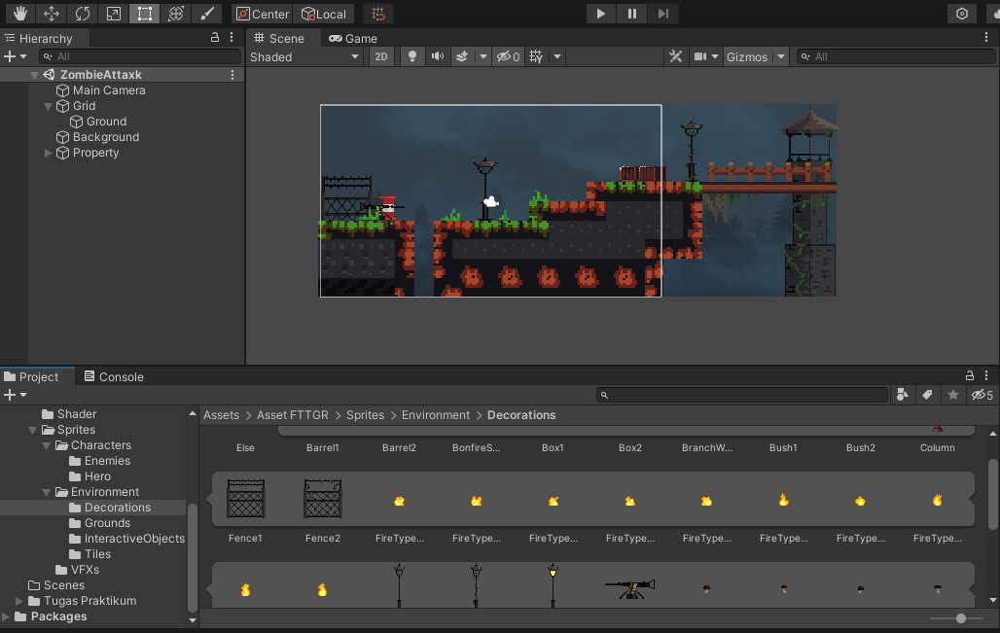 Center Local
Hierarchy
Scene Game
All
Shaded 2D 0 Gizmos All
ZombieAttaxk
Main Camera
Grid
Ground
Background
Property
Project Console
5
Shader
Sprites
Characters
Enemies
Hero
Environment
Decorations
Grounds
InteractiveObjects
Tiles
VFXs
Scenes
Tugas Praktikum
Packages
Assets > Asset FTTGR > Sprites > Environment > Decorations
Else Barrel1 Barrel2 BonfireS... Box1 Box2 BranchW... Bush1 Bush2 Column
Fence1 Fence2 FireType... FireType... FireType... FireType... FireType... FireType... FireType... FireType...